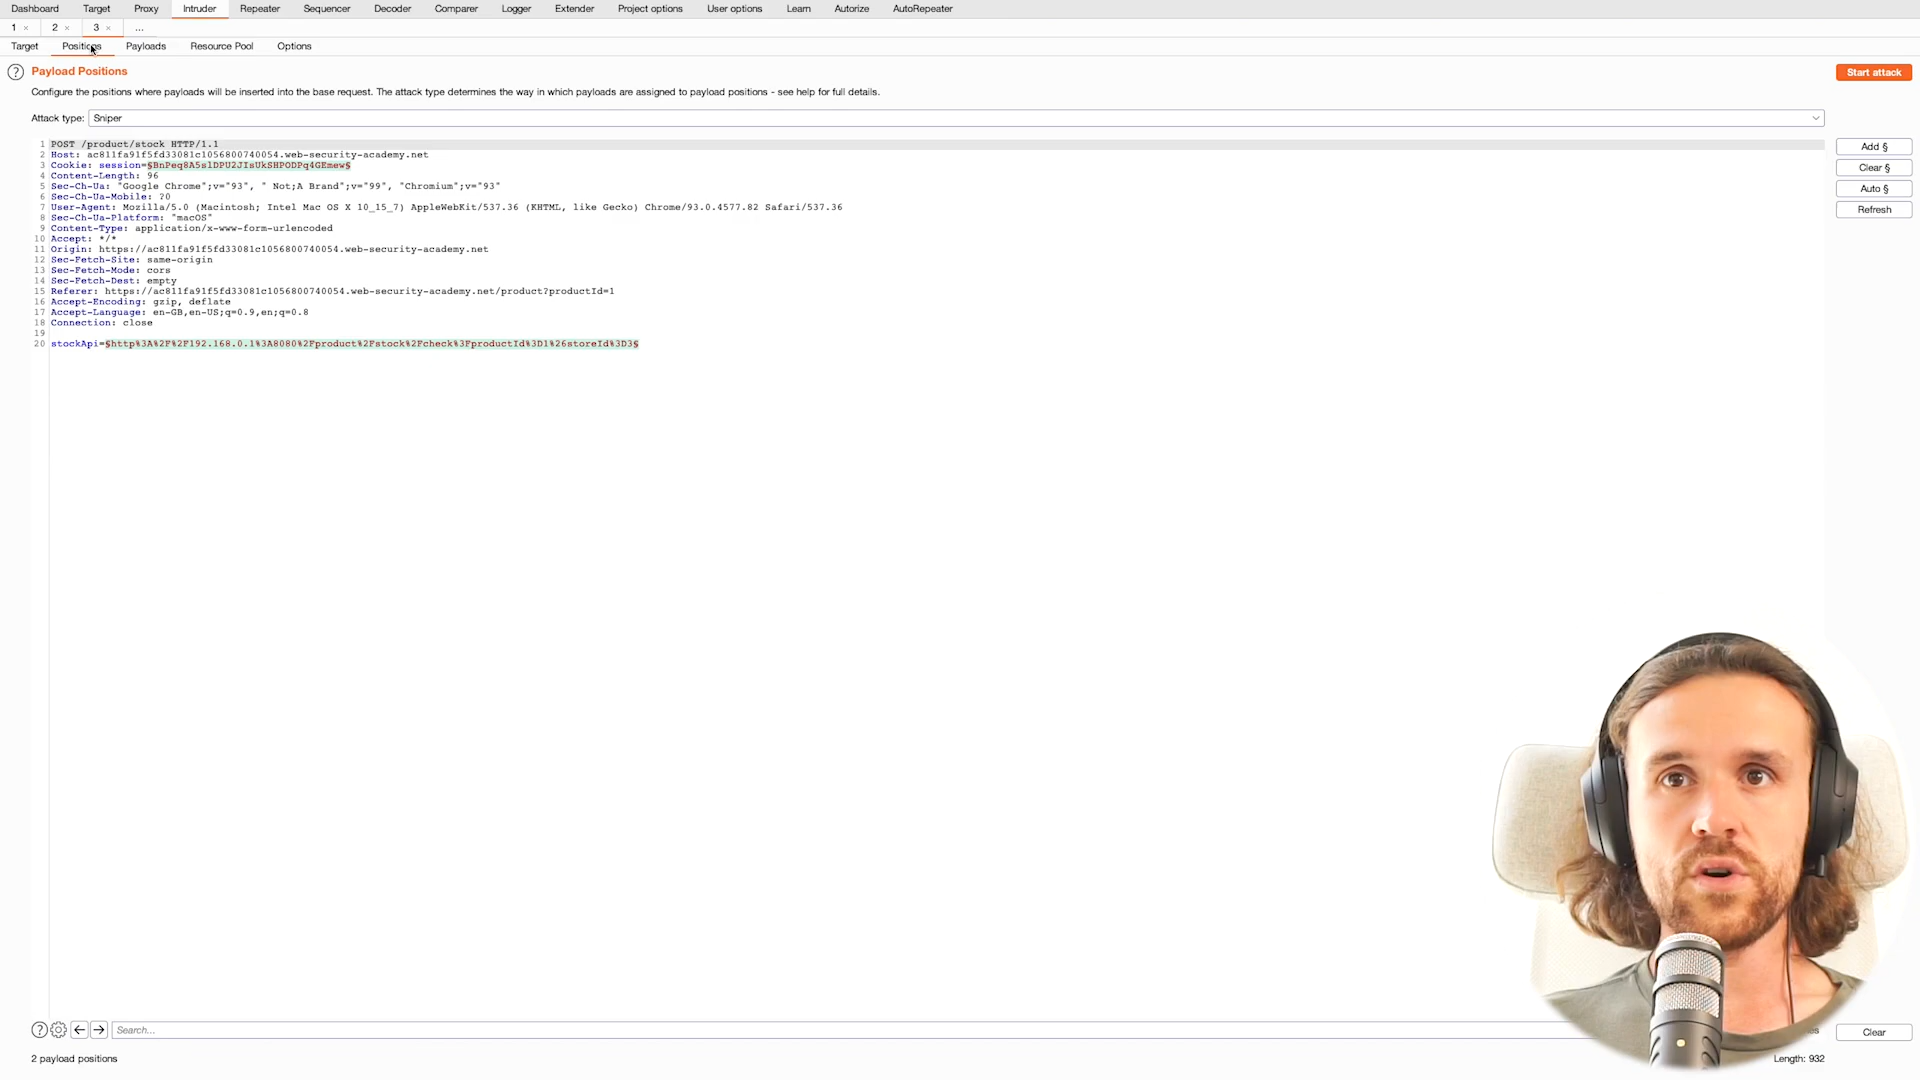 Dashboard Target Proxy Intruder Repeater Sequencer Decoder Comparer Logger Extender Project options User options Learn Autorize AutoRepeater
1 × 2 × 3 × ...
Target Positions Payloads Resource Pool Options
? Payload Positions
Start attack
Configure the positions where payloads will be inserted into the base request. The attack type determines the way in which payloads are assigned to payload positions - see help for full details.
Attack type: Sniper
1 POST /product/stock HTTP/1.1
2 Host: ac811fa91f5fd33081c1056800740054.web-security-academy.net
3 Cookie: session=§BnPeq8A5slDPU2JIsUkSHPODPq4GEmew§
4 Content-Length: 96
5 Sec-Ch-Ua: "Google Chrome";v="93", " Not;A Brand";v="99", "Chromium";v="93"
6 Sec-Ch-Ua-Mobile: ?0
7 User-Agent: Mozilla/5.0 (Macintosh; Intel Mac OS X 10_15_7) AppleWebKit/537.36 (KHTML, like Gecko) Chrome/93.0.4577.82 Safari/537.36
8 Sec-Ch-Ua-Platform: "macOS"
9 Content-Type: application/x-www-form-urlencoded
10 Accept: */*
11 Origin: https://ac811fa91f5fd33081c1056800740054.web-security-academy.net
12 Sec-Fetch-Site: same-origin
13 Sec-Fetch-Mode: cors
14 Sec-Fetch-Dest: empty
15 Referer: https://ac811fa91f5fd33081c1056800740054.web-security-academy.net/product?productId=1
16 Accept-Encoding: gzip, deflate
17 Accept-Language: en-GB,en-US;q=0.9,en;q=0.8
18 Connection: close
19
20 stockApi=§http%3A%2F%2F192.168.0.1%3A8080%2Fproduct%2Fstock%2Fcheck%3FproductId%3D1%26storeId%3D3§
Add §
Clear §
Auto §
Refresh
? Search...
Clear
2 payload positions
Length: 932